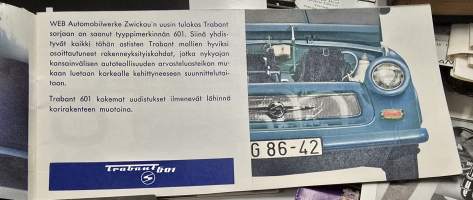 WEB Automobilwerke Zwickau'n uusin tulokas Trabant
sarjaan on saanut tyyppimerkinnän 601. Siinä yhdis-
tyvät kaikki tähän astisten Trabant mallien hyviksi
osoittautuneet rakenneyksityiskohdat, jotka nykyajan
kansainvälisen autoteollisuuden arvosteluasteikon mu-
kaan luetaan korkealle kehittyneeseen suunnittelutai-
toon.
Trabant 601 kokemat uudistukset ilmenevät lähinnä
korirakenteen muotoina.
Trabant 601
G 86-42